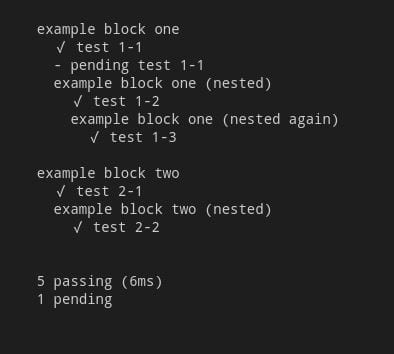 example block one
√ test 1-1
- pending test 1-1
example block one (nested)
√ test 1-2
example block one (nested again)
√ test 1-3
example block two
√ test 2-1
example block two (nested)
√ test 2-2
5 passing (6ms)
1 pending